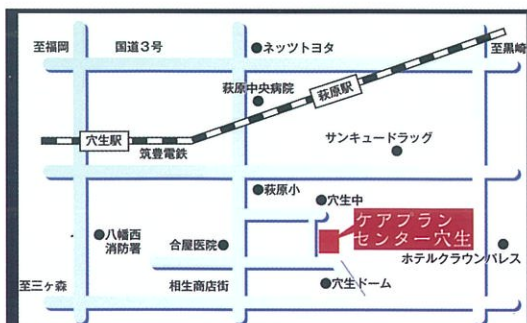 至福岡
国道3号
ネッツトヨタ
至黒崎
萩原中央病院
萩原駅
穴生駅
筑豊電鉄
サンキュードラッグ
萩原小
穴生中
ケアプラン
センター穴生
八幡西
消防署
合屋医院
ホテルクラウンパレス
至三ヶ森
相生商店街
穴生ドーム